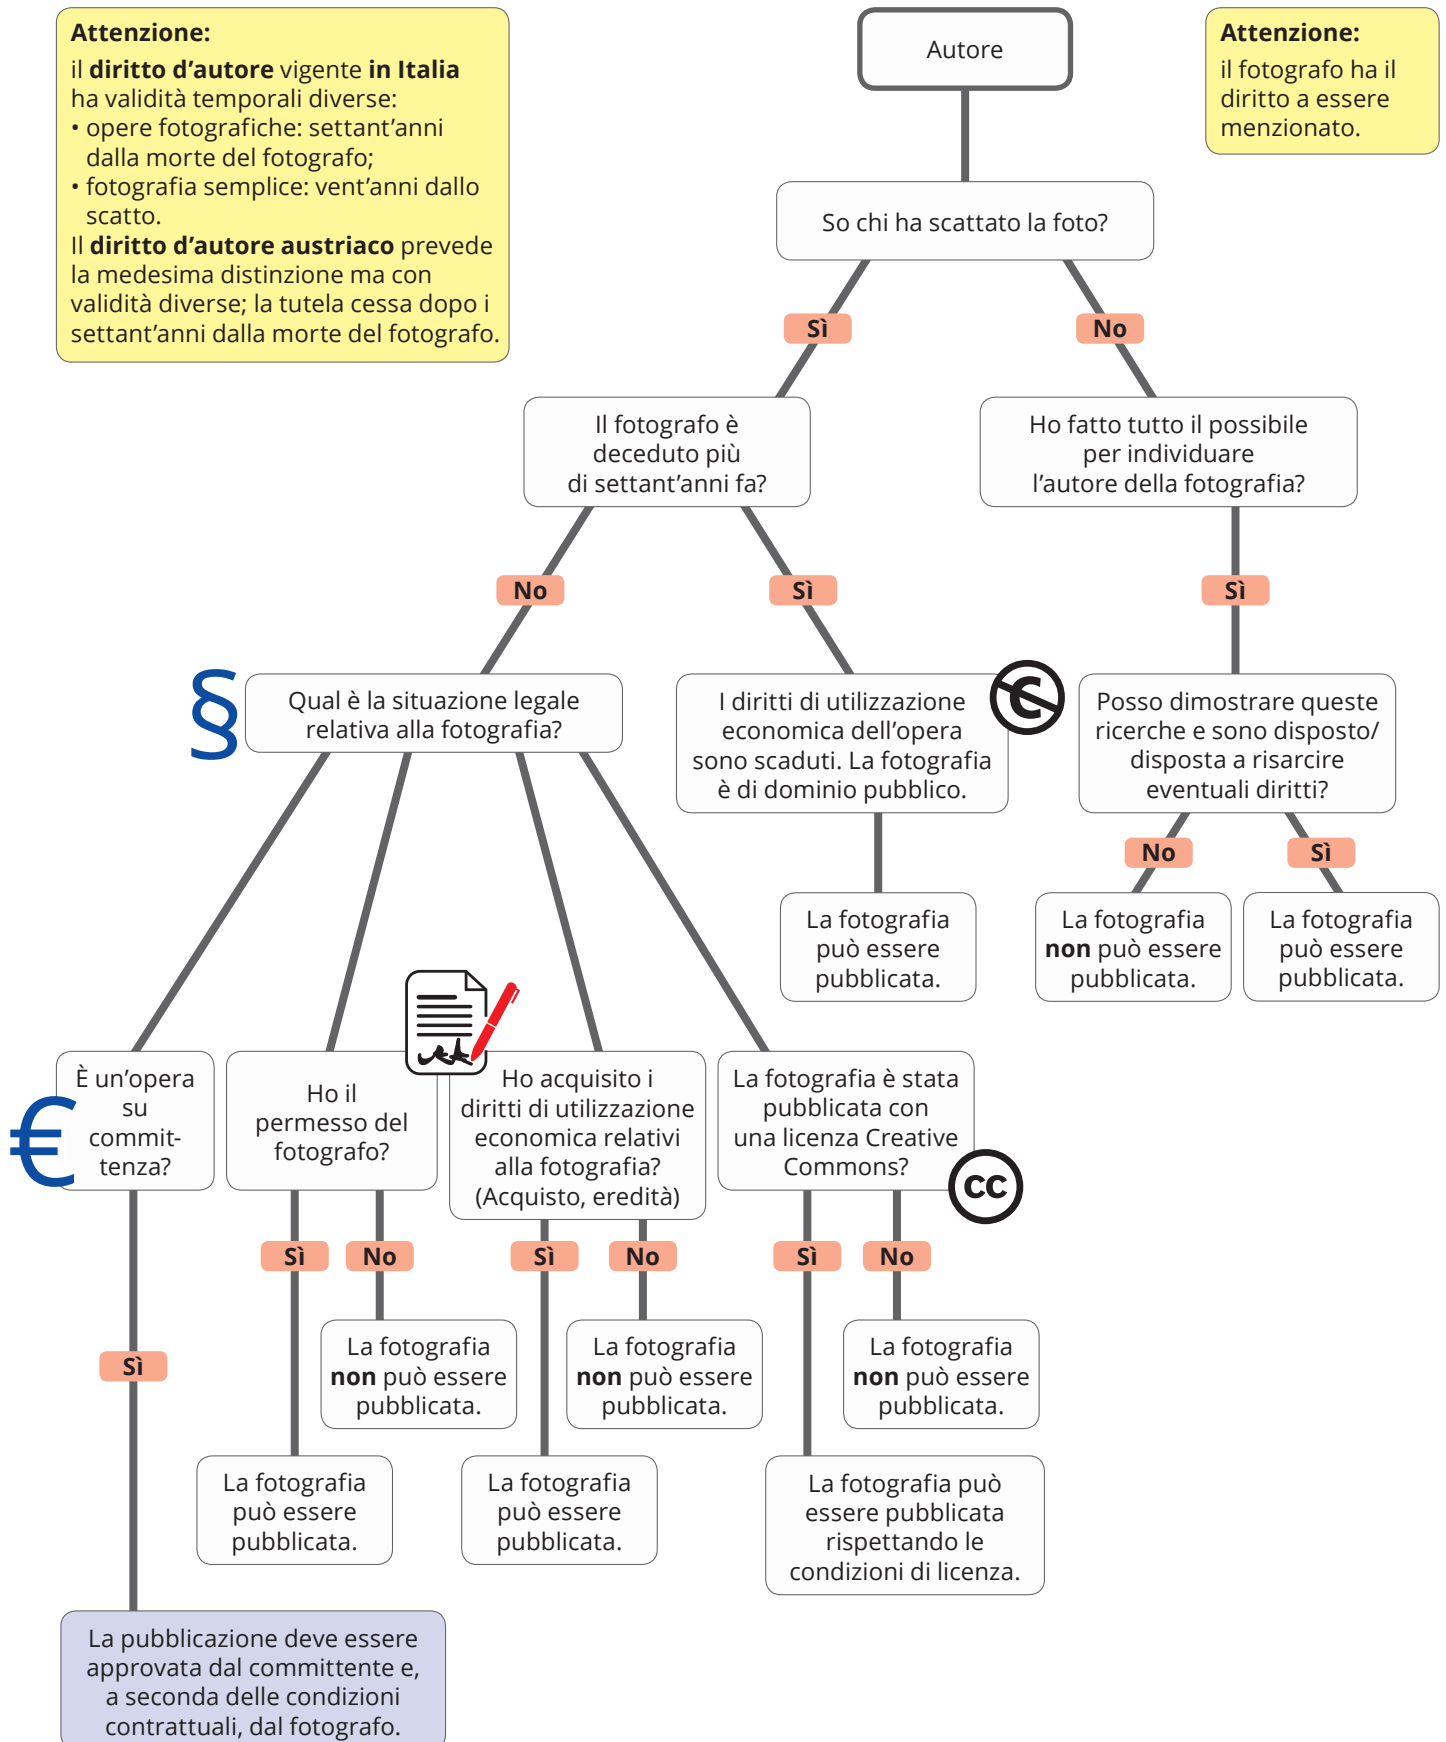 Attenzione:
il diritto d’autore vigente in Italia
ha validità temporali diverse:
• opere fotografiche: settant’anni
dalla morte del fotografo;
• fotografia semplice: vent’anni dallo
scatto.
Il diritto d’autore austriaco prevede
la medesima distinzione ma con
validità diverse; la tutela cessa dopo i
settant’anni dalla morte del fotografo.
Autore
Attenzione:
il fotografo ha il
diritto a essere
menzionato.
So chi ha scattato la foto?
Sì
No
Il fotografo è
deceduto più
di settant’anni fa?
Ho fatto tutto il possibile
per individuare
l’autore della fotografia?
No
Sì
Sì
§
Qual è la situazione legale
relativa alla fotografia?
I diritti di utilizzazione
economica dell’opera
sono scaduti. La fotografia
è di dominio pubblico.
C
Posso dimostrare queste
ricerche e sono disposto/
disposta a risarcire
eventuali diritti?
No
Sì
La fotografia
può essere
pubblicata.
La fotografia
non può essere
pubblicata.
La fotografia
può essere
pubblicata.
€
È un’opera
su
commit-
tenza?
Ho il
permesso del
fotografo?
Ho acquisito i
diritti di utilizzazione
economica relativi
alla fotografia?
(Acquisto, eredità)
La fotografia è stata
pubblicata con
una licenza Creative
Commons?
cc
Sì
No
Sì
No
Sì
No
Sì
La fotografia
non può essere
pubblicata.
La fotografia
non può essere
pubblicata.
La fotografia
non può essere
pubblicata.
La fotografia
può essere
pubblicata.
La fotografia
può essere
pubblicata.
La fotografia può
essere pubblicata
rispettando le
condizioni di licenza.
La pubblicazione deve essere
approvata dal committente e,
a seconda delle condizioni
contrattuali, dal fotografo.